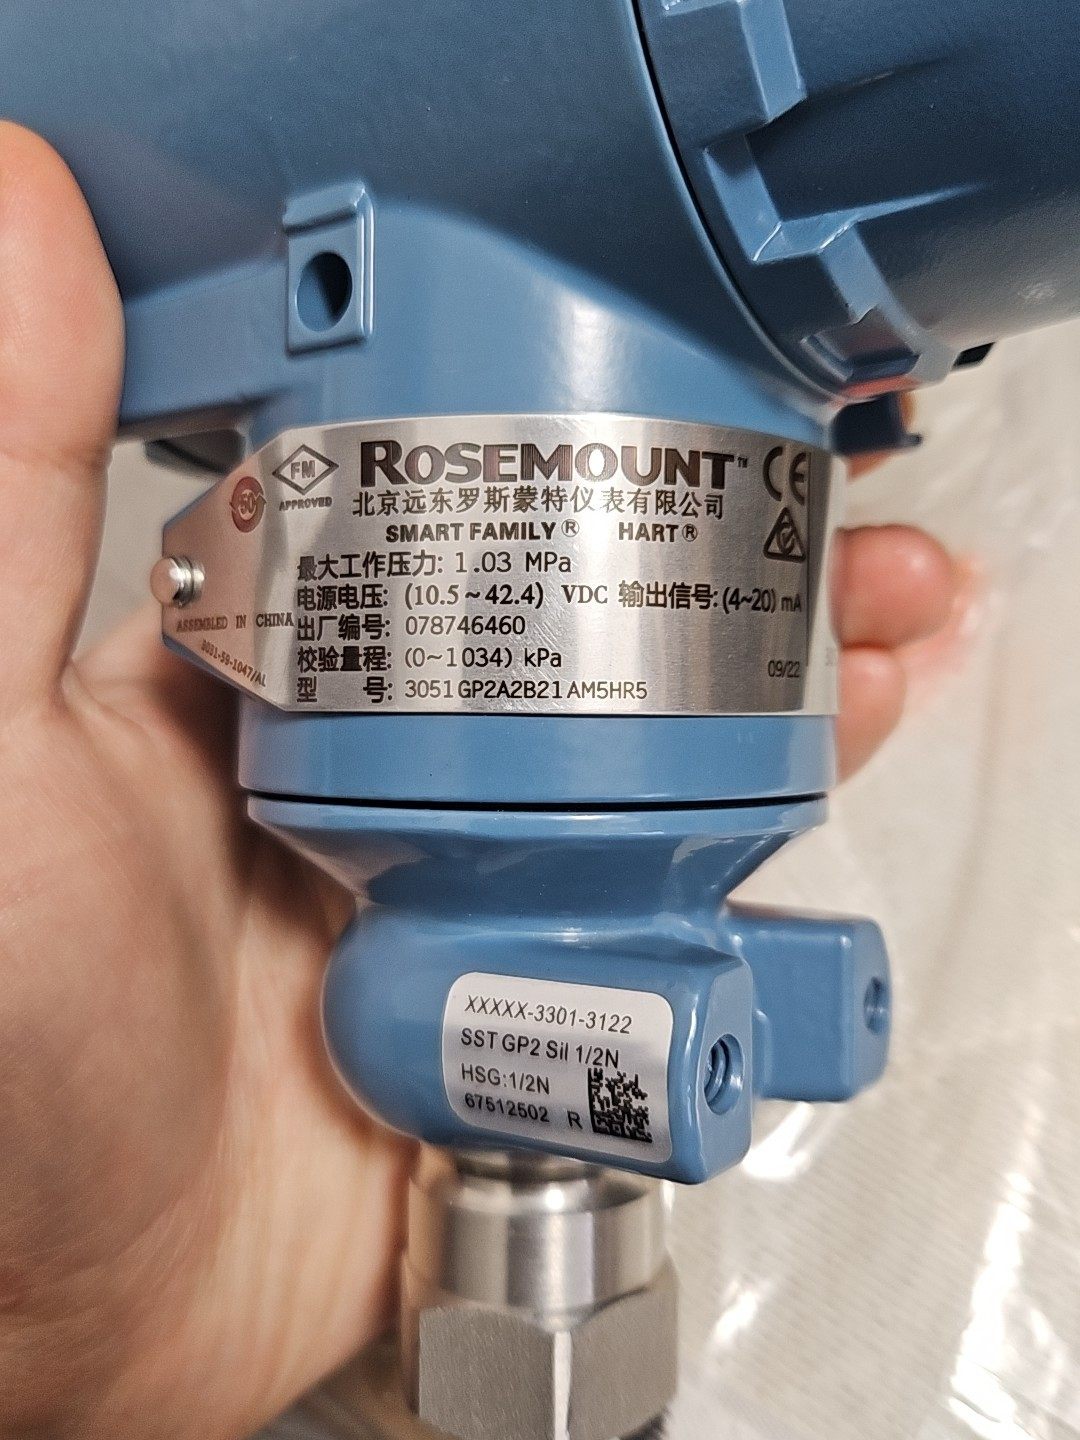 FM
APPROVED
50
ROSEMOUNT™ CE
北京远东罗斯蒙特仪表有限公司
SMART FAMILY® HART®
最大工作压力: 1.03 MPa
电源电压: (10.5~42.4) VDC 输出信号: (4~20) mA
出厂编号: 078746460
校验量程: (0~1034) kPa
09/22
型 号: 3051GP2A2B21AM5HR5
ASSEMBLED IN CHINA
XXXXX-3301-3122
SST GP2 Sil 1/2N
HSG:1/2N
67512502 R